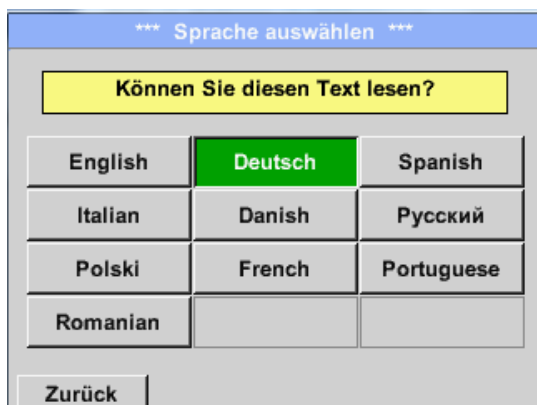 *** Sprache auswählen ***
Können Sie diesen Text lesen?
English Deutsch Spanish
Italian Danish Русский
Polski French Portuguese
Romanian
Zurück